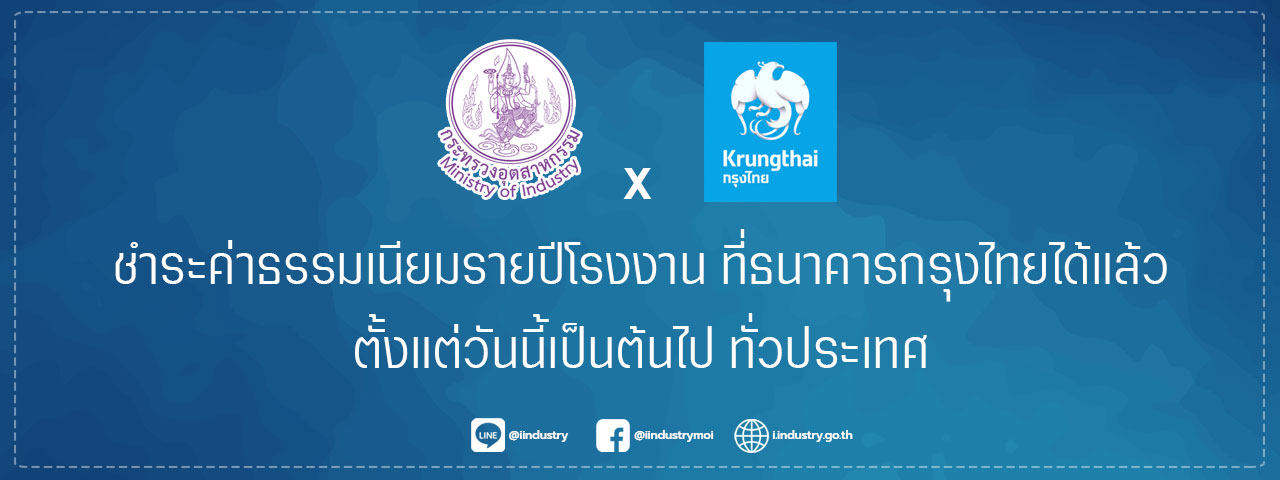 กระทรวงอุตสาหกรรม
Ministry of Industry
x
Krungthai
กรุงไทย
ชำระค่าธรรมเนียมรายปีโรงงาน ที่ธนาคารกรุงไทยได้แล้ว
ตั้งแต่วันนี้เป็นต้นไป ทั่วประเทศ
LINE @iindustry @iindustrymoi i.industry.go.th